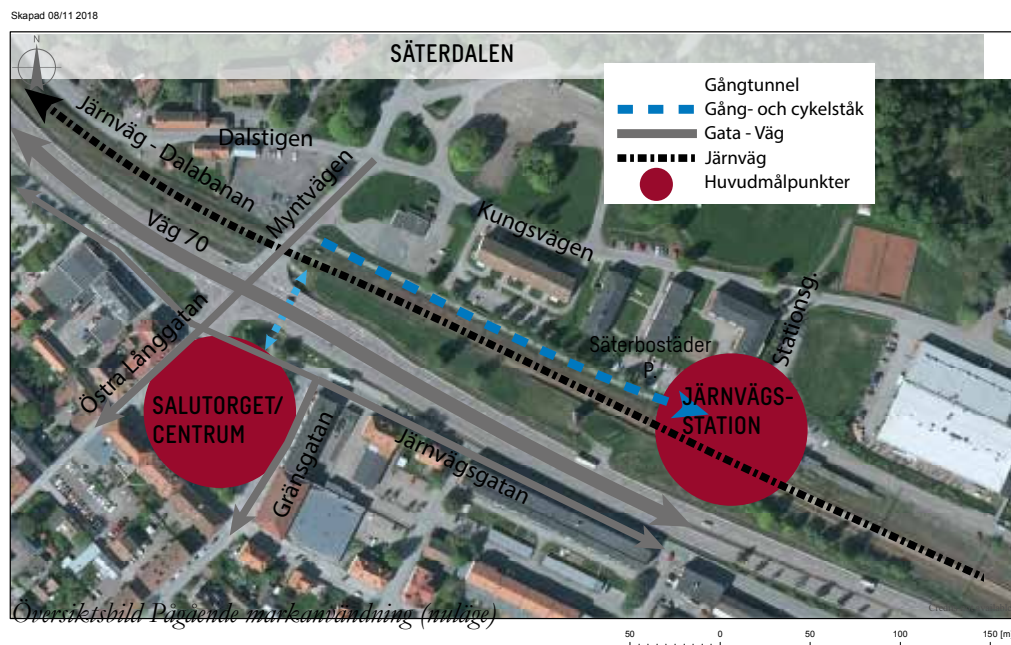 Skapad 08/11 2018
N
SÄTERDALEN
Gångtunnel
Gång- och cykelståk
Gata - Väg
Järnväg
Huvudmålpunkter
Järnväg - Dalabanan
Dalstigen
Myntvägen
Kungsvägen
Väg 70
Stationsg.
Östra Långgatan
Säterbostäder
P.
SALUTORGET/
CENTRUM
JÄRNVÄGS-
STATION
Gränsgatan
Järnvägsgatan
Översiktsbild Pågående markanvändning (nuläge)
50 0 50 100 150 [m]